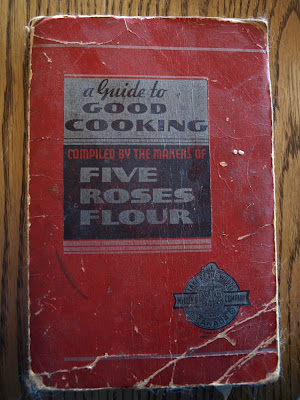 a Guide to
GOOD
COOKING
COMPILED BY THE MAKERS OF
FIVE
ROSES
FLOUR